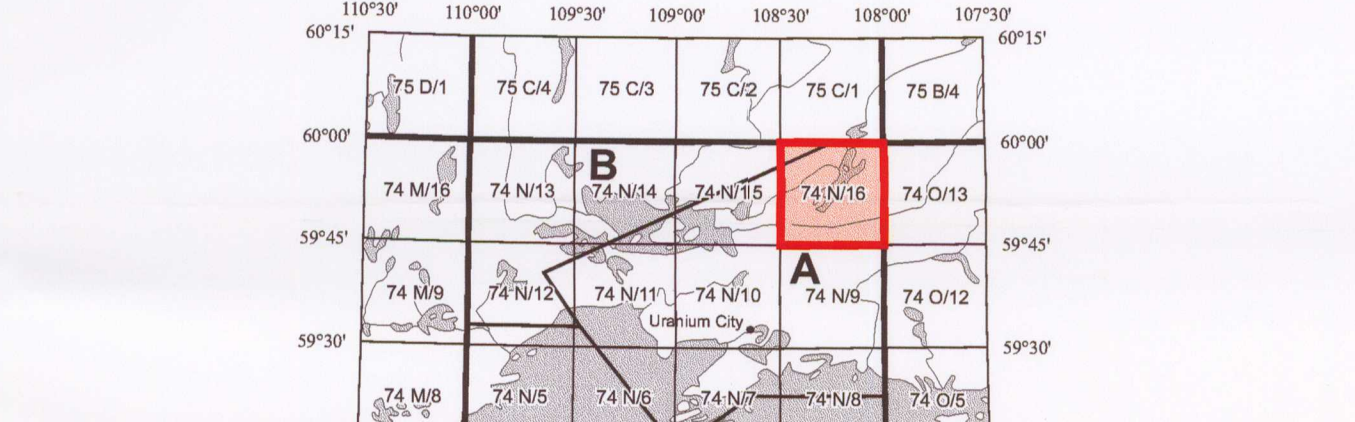 110°30' 110°00' 109°30' 109°00' 108°30' 108°00' 107°30'
60°15' 60°15'
75 D/1 75 C/4 75 C/3 75 C/2 75 C/1 75 B/4
60°00' 60°00'
B
74 M/16 74 N/13 74 N/14 74 N/15 74 N/16 74 O/13
59°45' 59°45'
A
74 M/9 74 N/12 74 N/11 74 N/10 74 N/9 74 O/12
Uranium City
59°30' 59°30'
74 M/8 74 N/5 74 N/6 74 N/7 74 N/8 74 O/5